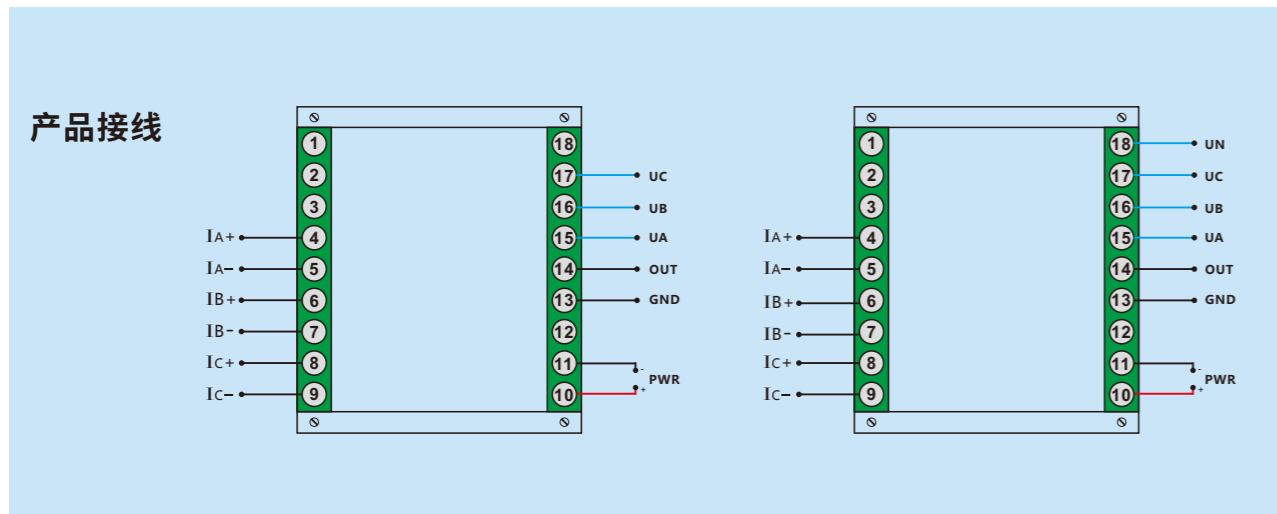 产品接线
1 18
2 17 UC
3 16 UB
IA+ 4 15 UA
IA- 5 14 OUT
IB+ 6 13 GND
IB- 7 12
IC+ 8 11 -
PWR
IC- 9 10 +
1 18 UN
2 17 UC
3 16 UB
IA+ 4 15 UA
IA- 5 14 OUT
IB+ 6 13 GND
IB- 7 12
IC+ 8 11 -
PWR
IC- 9 10 +